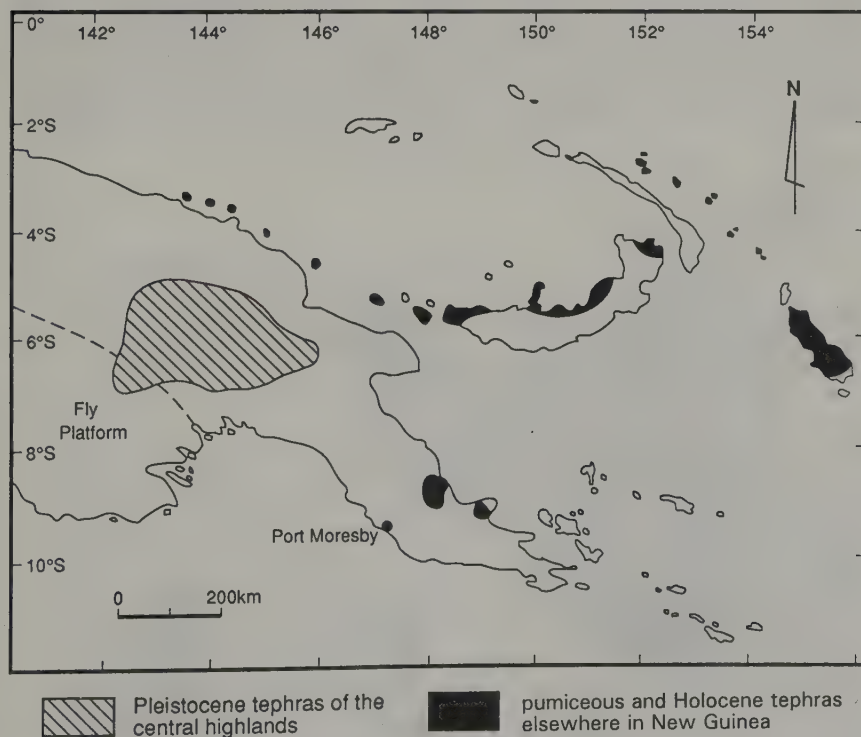 0°
142°
144°
146°
148°
150°
152°
154°
N
2°S
4°S
6°S
Fly
Platform
8°S
Port Moresby
10°S
0
200km
Pleistocene tephras of the
central highlands
pumiceous and Holocene tephras
elsewhere in New Guinea